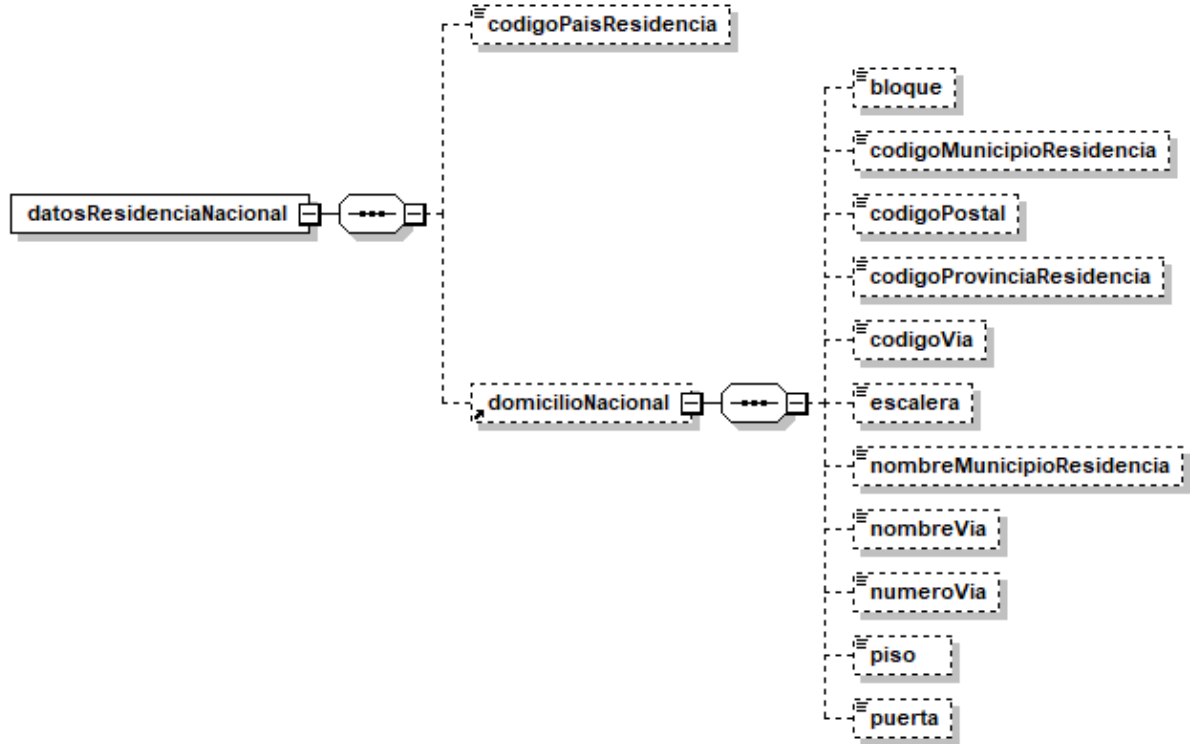 codigoPaisResidencia
bloque
codigoMunicipioResidencia
codigoPostal
datosResidenciaNacional
codigoProvinciaResidencia
codigoVia
domicilioNacional
escalera
nombreMunicipioResidencia
nombreVia
numeroVia
piso
puerta